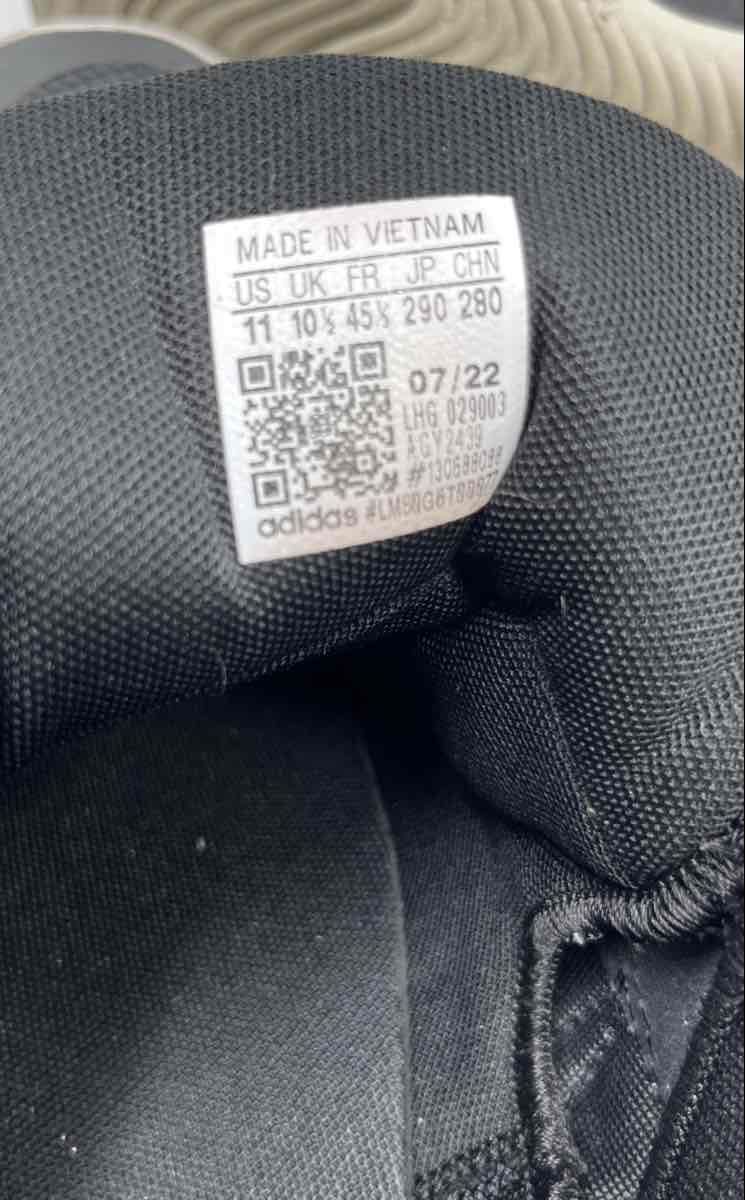 MADE IN VIETNAM
US UK FR JP CHN
11 10½ 45⅓ 290 280
07/22
LHG 029003
adidas